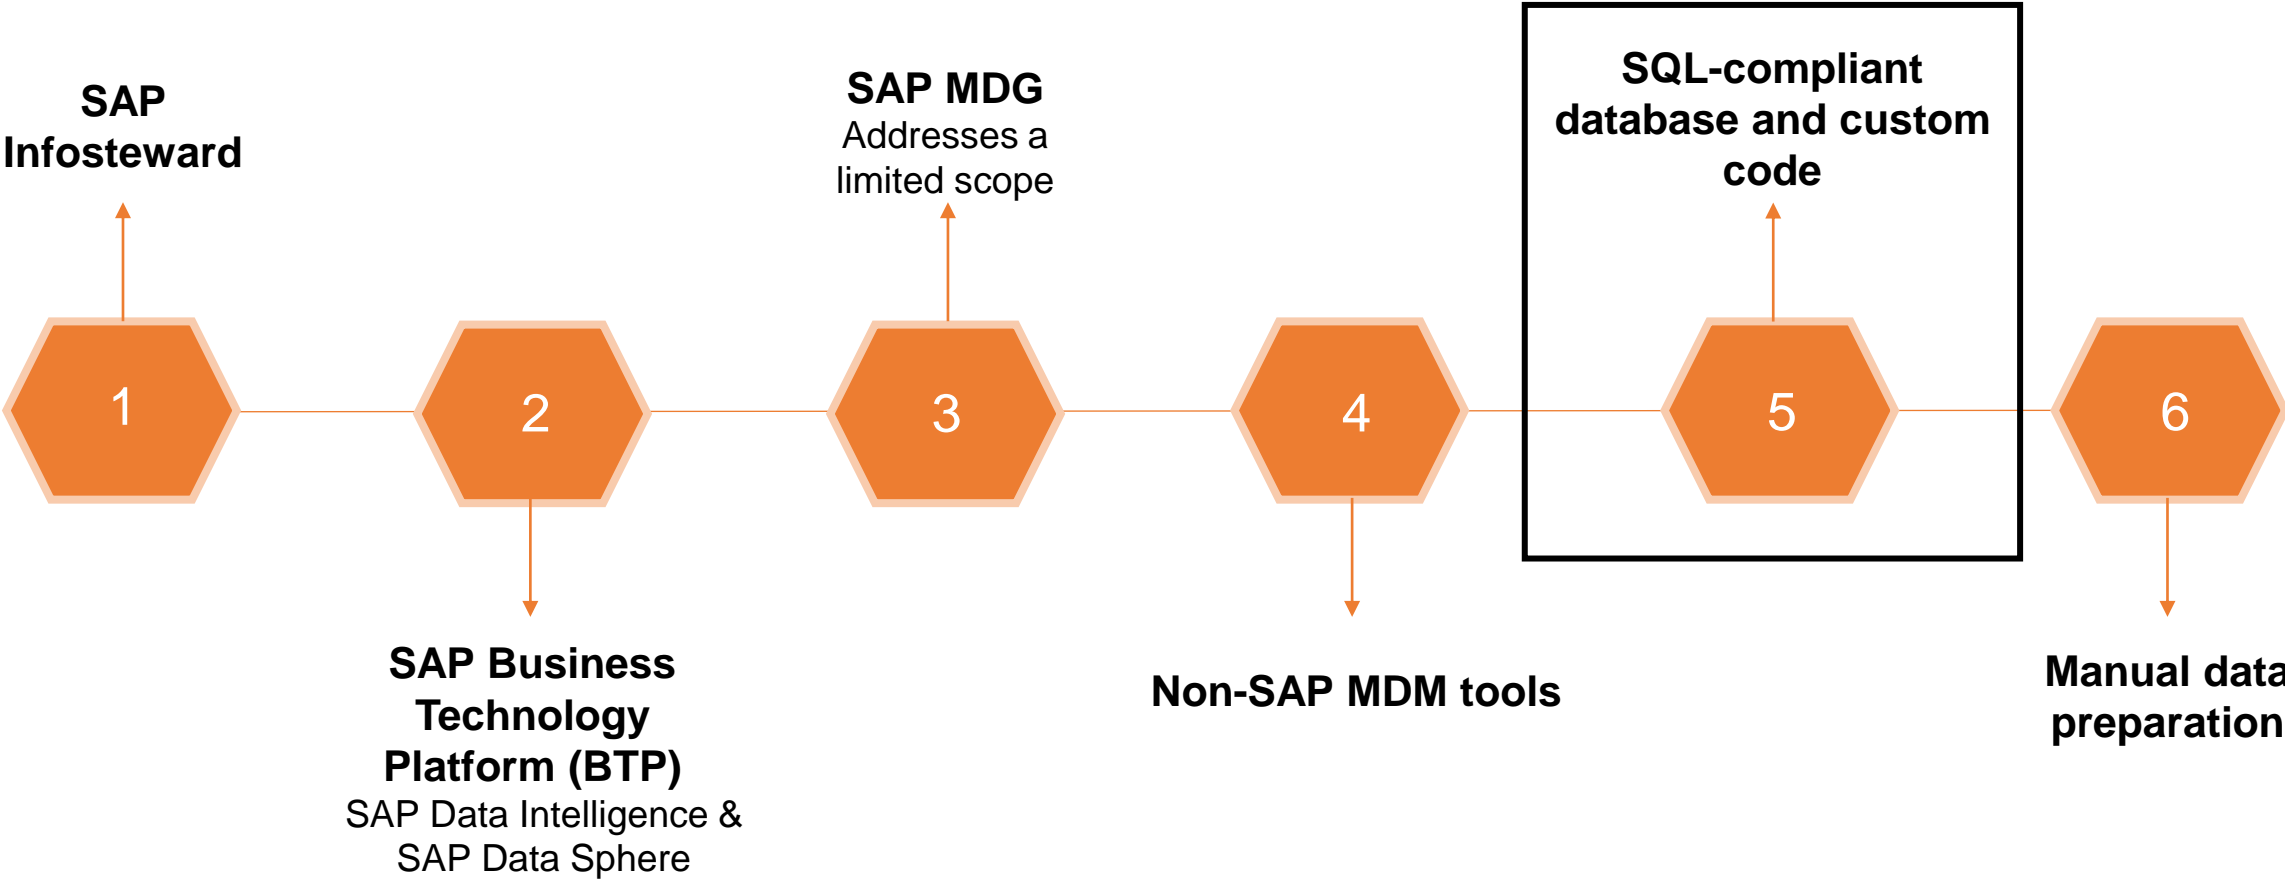 SAP
Infosteward
SAP MDG
Addresses a
limited scope
SQL-compliant
database and custom
code
1
2
3
4
5
6
SAP Business
Technology
Platform (BTP)
SAP Data Intelligence &
SAP Data Sphere
Non-SAP MDM tools
Manual data
preparation